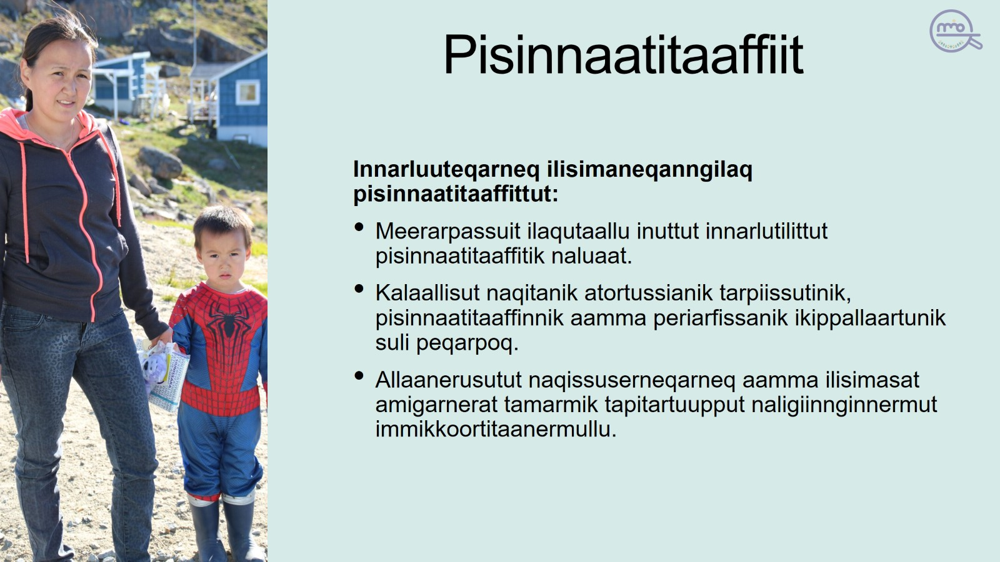 Pisinnaatitaaffiit
Innarluuteqarneq ilisimaneqanngilaq
pisinnaatitaaffittut:
• Meerarpassuit ilaqutaallu inuttut innarlutilittut
pisinnaatitaaffitik naluaat.
• Kalaallisut naqitanik atortussianik tarpiissutinik,
pisinnaatitaaffinnik aamma periarfissanik ikippallaartunik
suli peqarpoq.
• Allaanerusutut naqissuserneqarneq aamma ilisimasat
amigarnerat tamarmik tapitartuupput naligiinnginnermut
immikkoortitaanermullu.